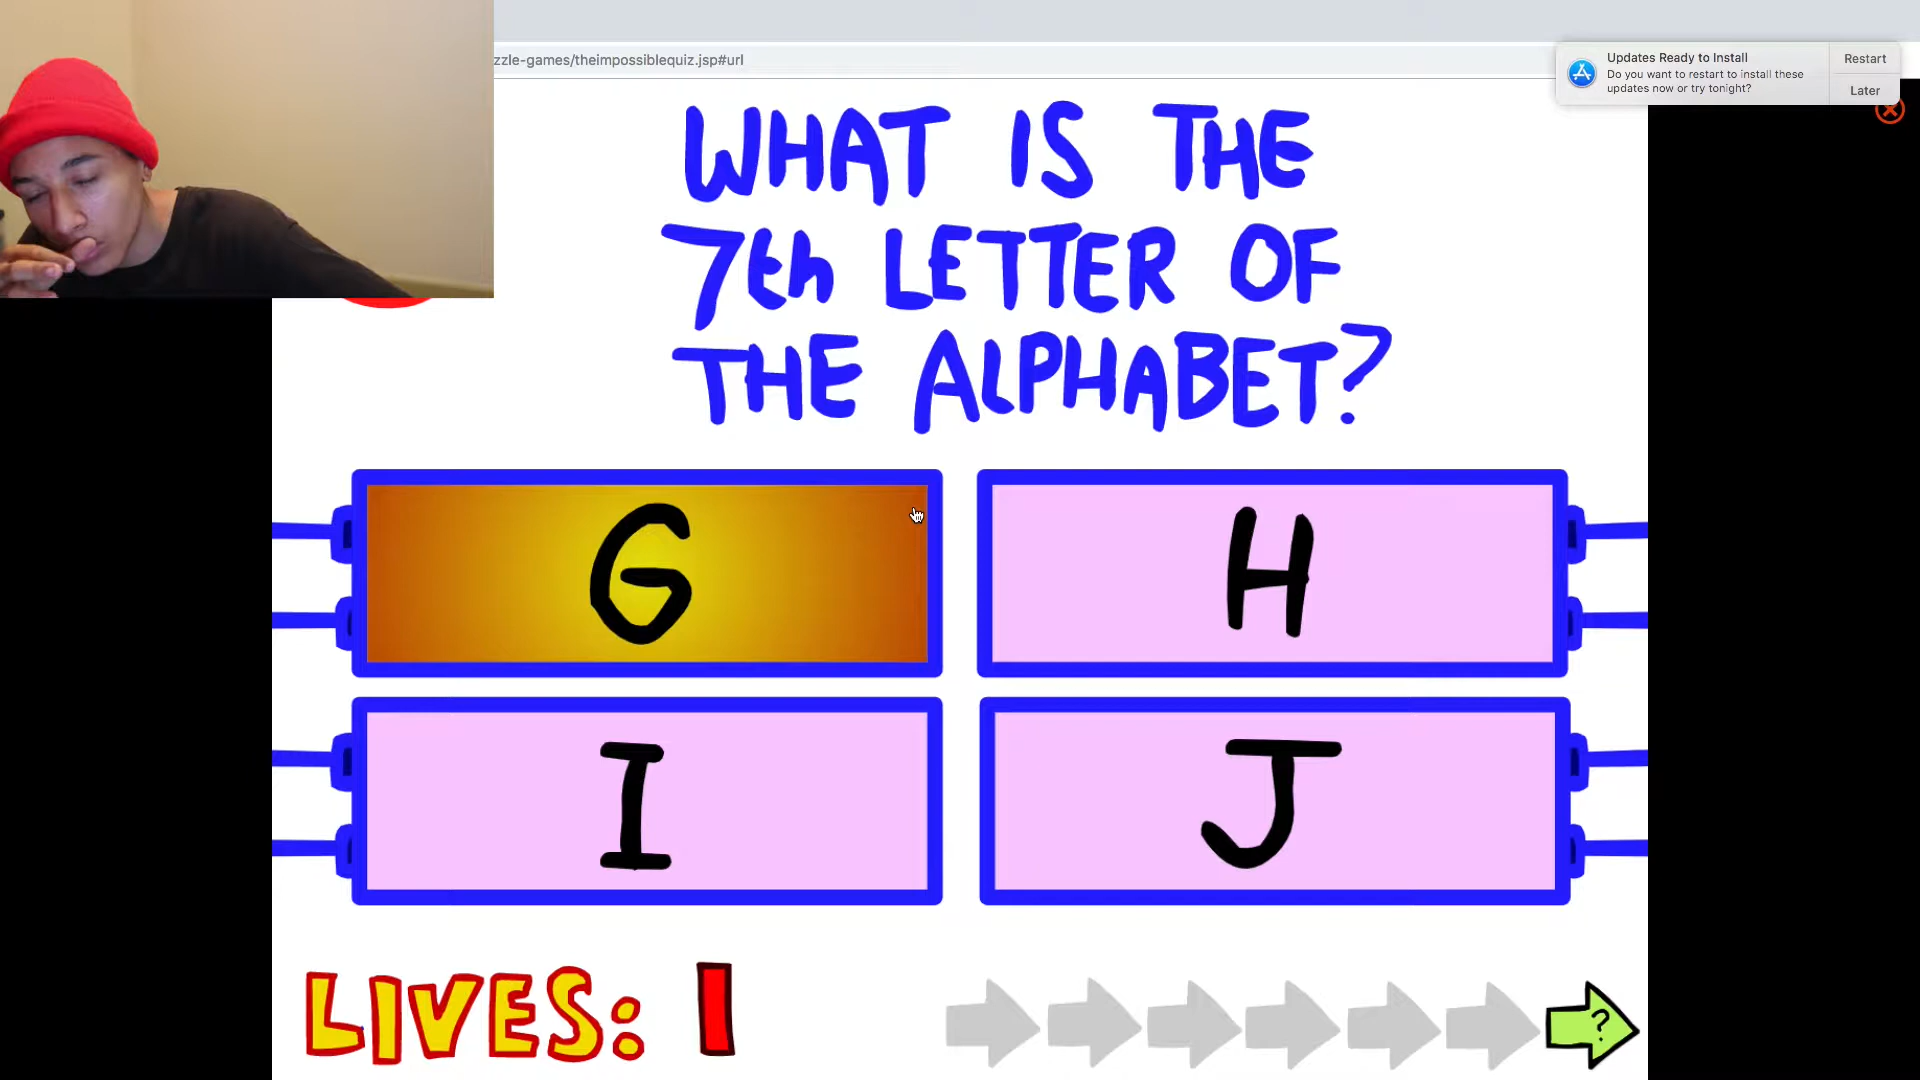 zzle-games/theimpossiblequiz.jsp#url
Updates Ready to Install
Do you want to restart to install these
updates now or try tonight?
Restart
Later
WHAT IS THE
7th LETTER OF
THE ALPHABET?
G
H
I
J
LIVES: 1
?